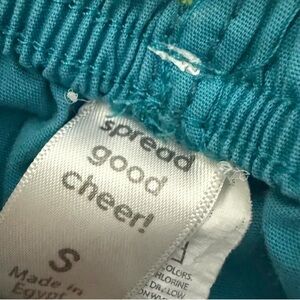 spread
good
cheer!
S
Made in
Egypt
COLORS.
CHLORINE